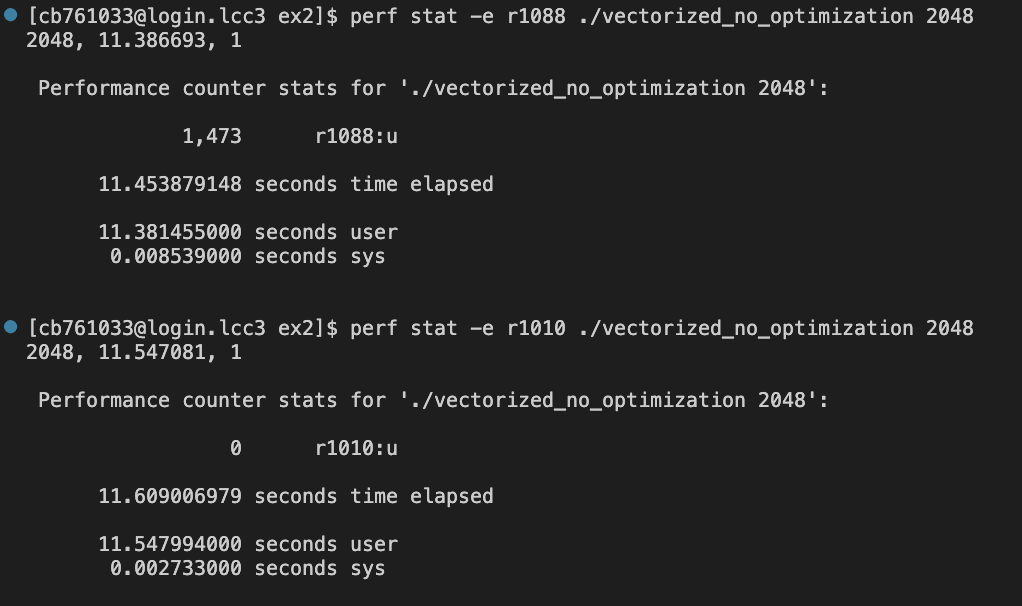 [cb761033@login.lcc3 ex2]$ perf stat -e r1088 ./vectorized_no_optimization 2048
2048, 11.386693, 1
Performance counter stats for './vectorized_no_optimization 2048':
1,473 r1088:u
11.453879148 seconds time elapsed
11.381455000 seconds user
0.008539000 seconds sys
[cb761033@login.lcc3 ex2]$ perf stat -e r1010 ./vectorized_no_optimization 2048
2048, 11.547081, 1
Performance counter stats for './vectorized_no_optimization 2048':
0 r1010:u
11.609006979 seconds time elapsed
11.547994000 seconds user
0.002733000 seconds sys